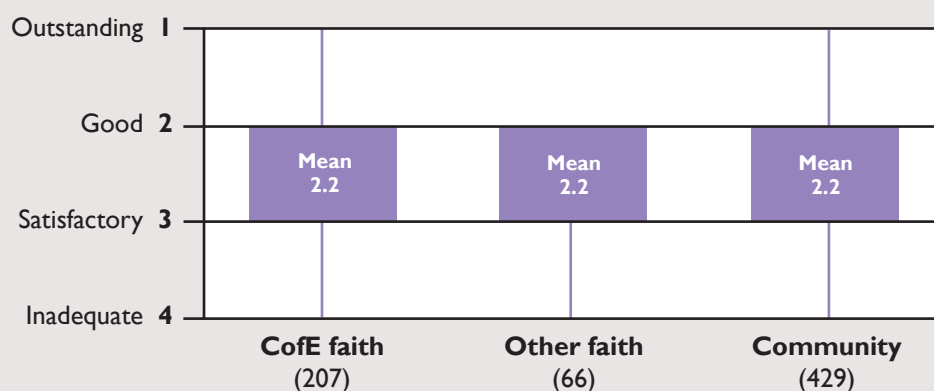 Outstanding 1
Good 2
Mean Mean Mean
2.2 2.2 2.2
Satisfactory 3
Inadequate 4
CofE faith Other faith Community
(207) (66) (429)